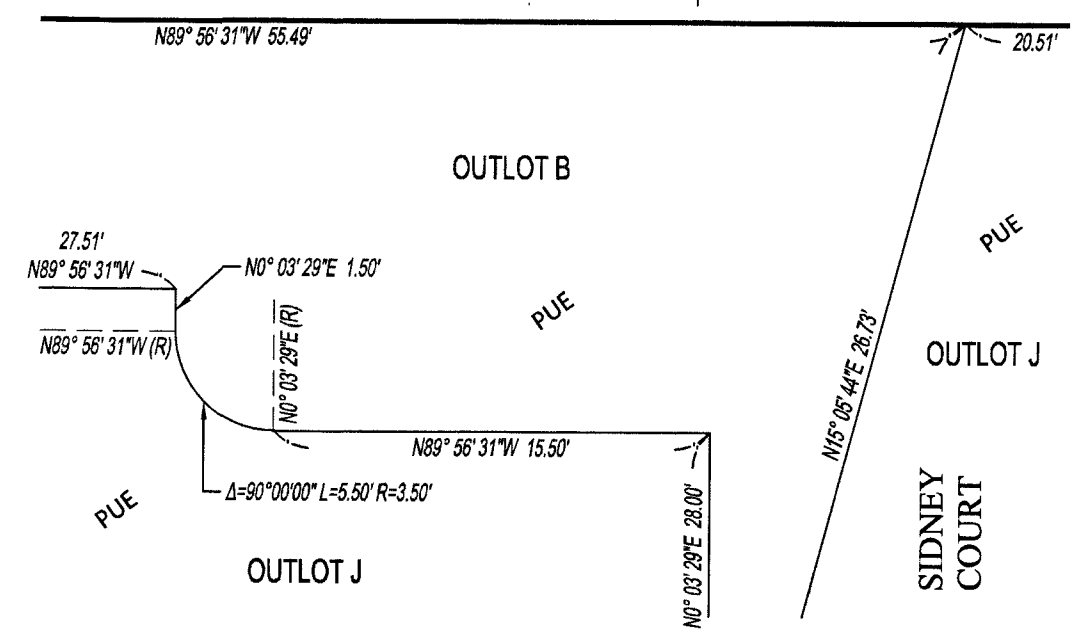 N89° 56' 31"W 55.49'
20.51'
OUTLOT B
PUE
27.51'
N89° 56' 31"W
N0° 03' 29"E 1.50'
PUE
N0° 03' 29"E (R)
N89° 56' 31"W (R)
OUTLOT J
N15° 05' 44"E 26.73'
N89° 56' 31"W 15.50'
Δ=90°00'00" L=5.50' R=3.50'
PUE
N0° 03' 29"E 28.00'
SIDNEY
COURT
OUTLOT J